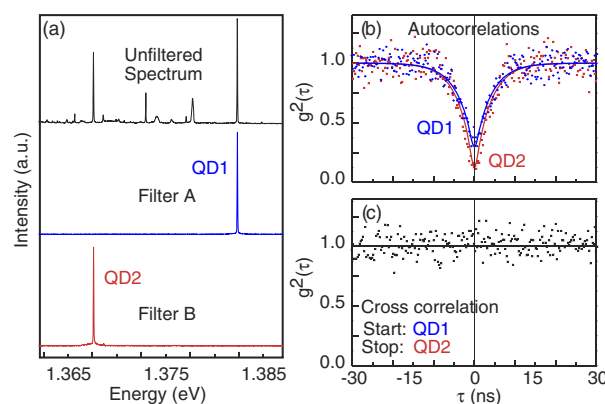 (a)
Unfiltered
Spectrum
QD1
Filter A
QD2
Filter B
Intensity (a.u.)
1.365
1.375
1.385
Energy (eV)
(b)
Autocorrelations
QD1
QD2
g²(τ)
1.0
0.5
0.0
(c)
Cross correlation
Start: QD1
Stop: QD2
g²(τ)
1.0
0.5
0.0
-30
-15
0
15
30
τ (ns)